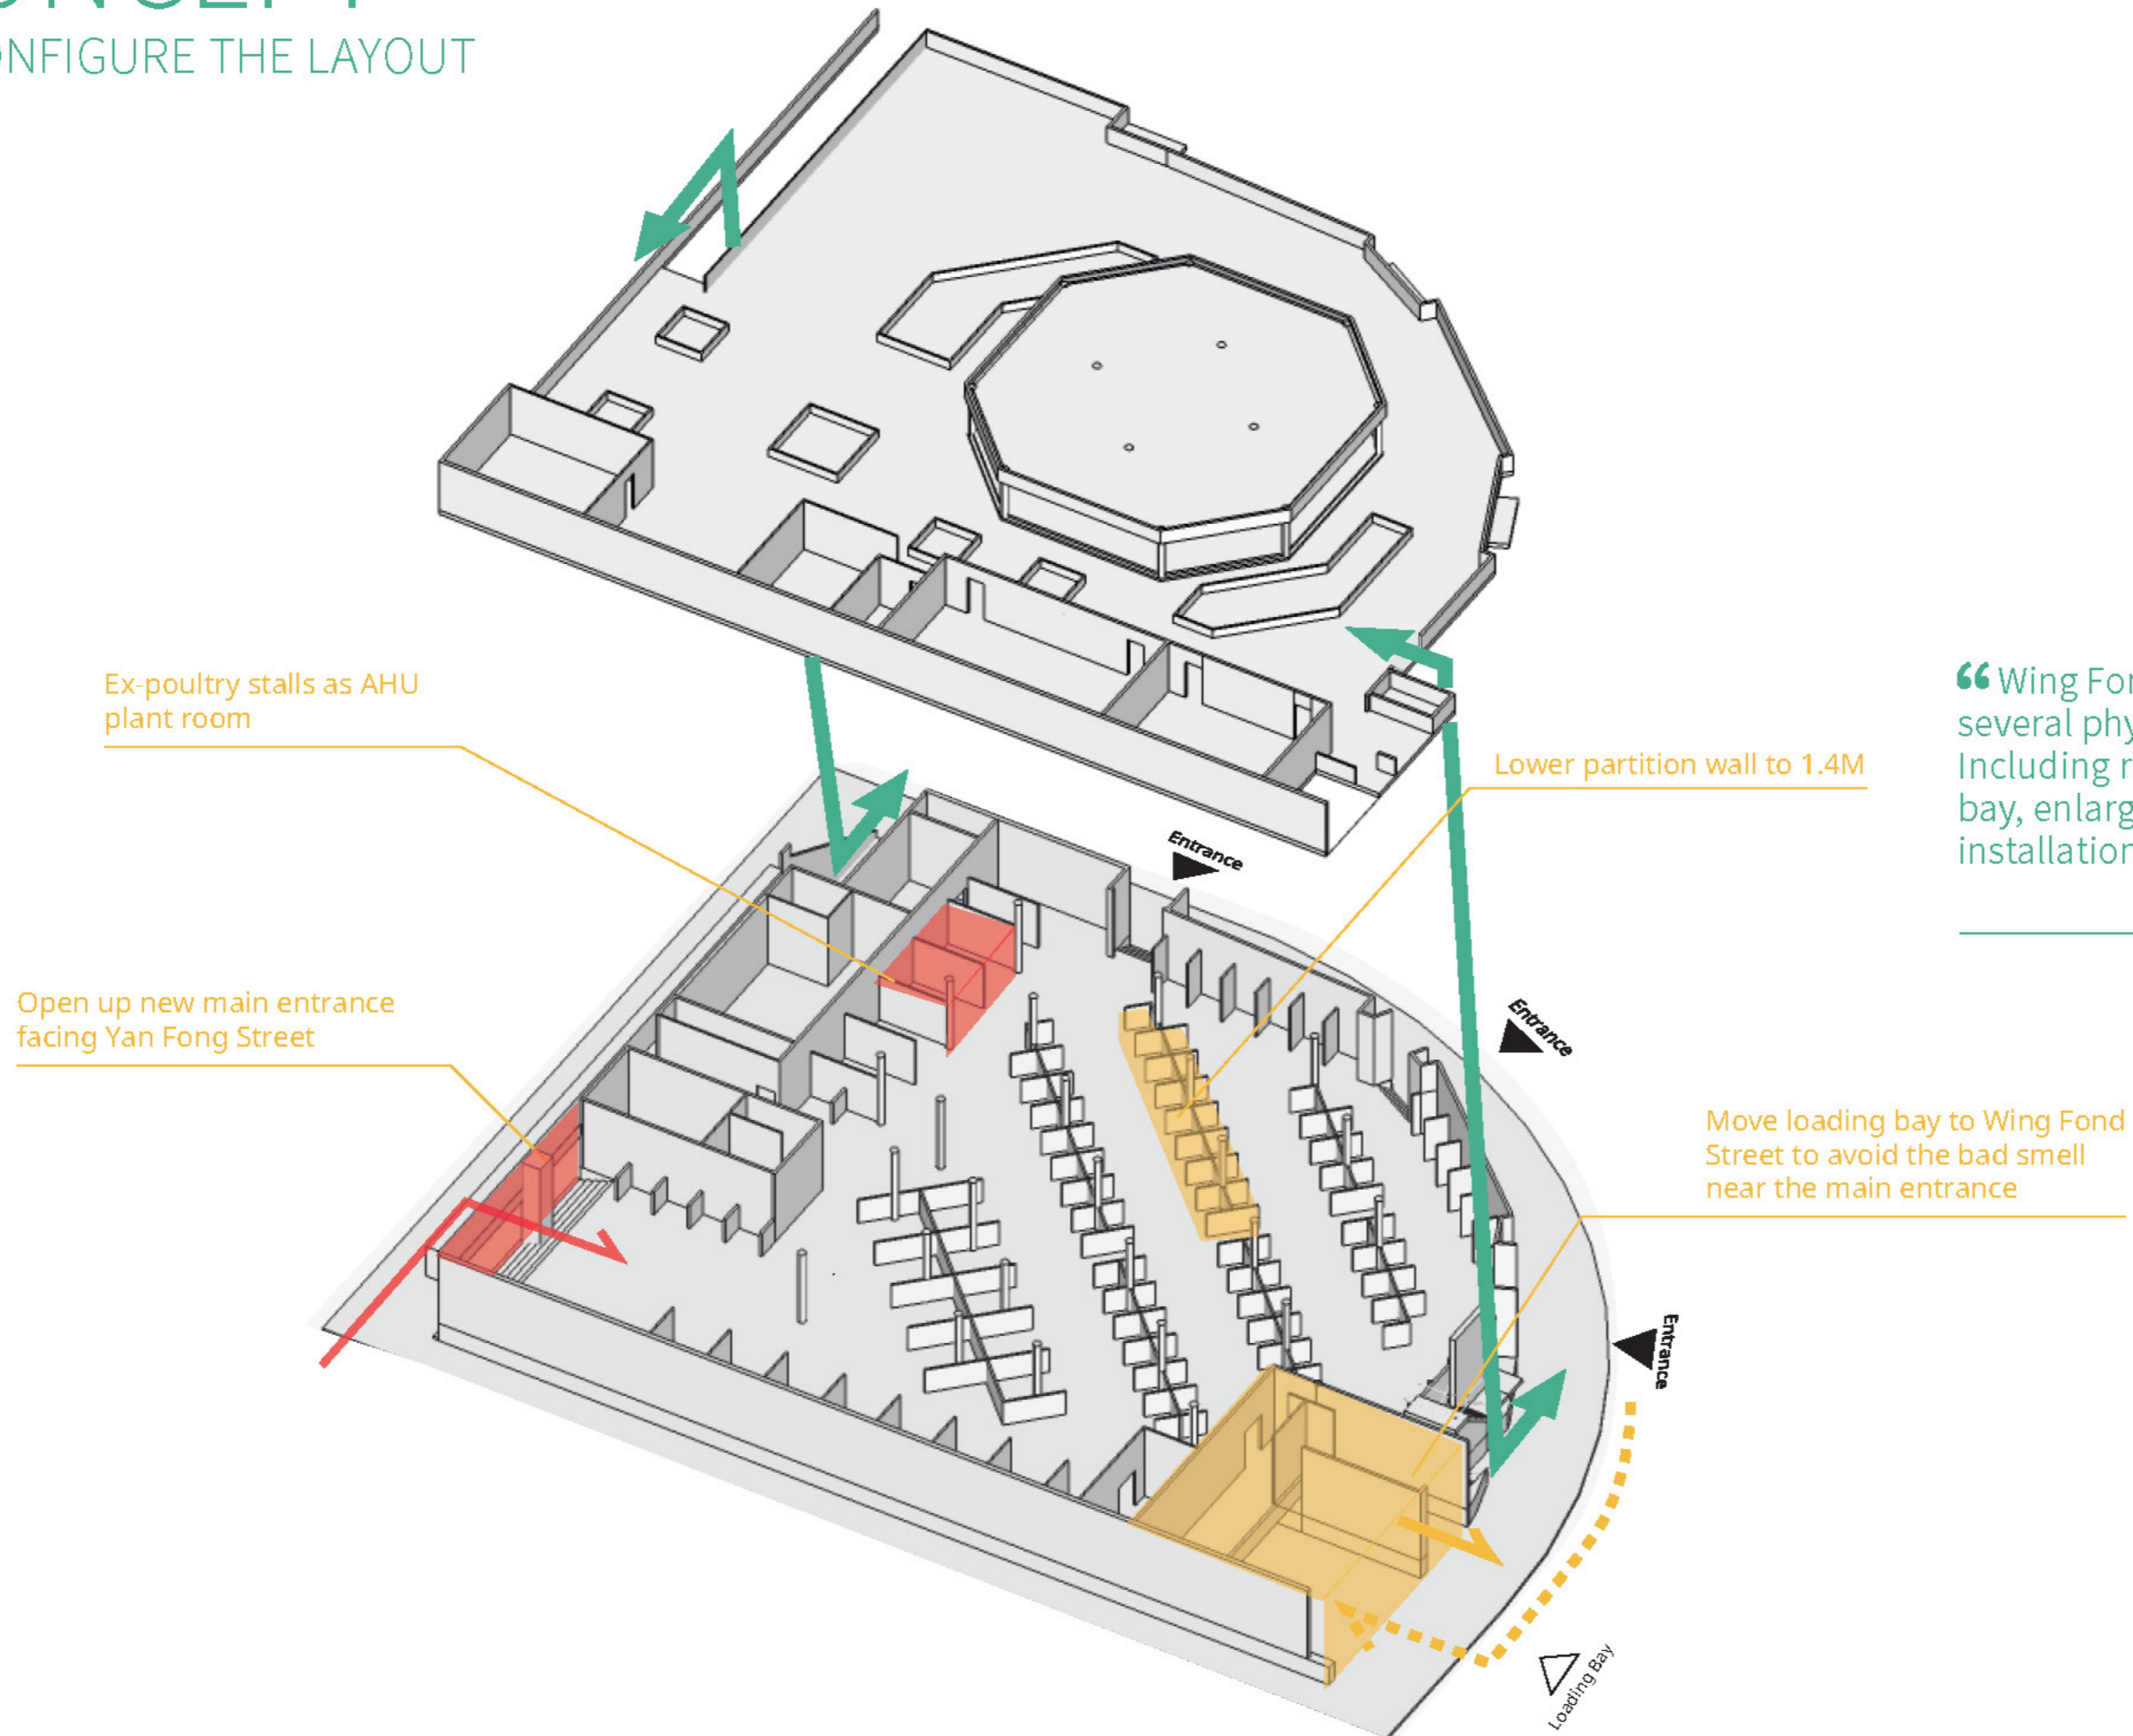 ONFIGURE THE LAYOUT
Ex-poultry stalls as AHU
plant room
Open up new main entrance
facing Yan Fong Street
Entrance
Lower partition wall to 1.4M
Entrance
Move loading bay to Wing Fond
Street to avoid the bad smell
near the main entrance
Entrance
Loading Bay
“Wing Fon
several phy
Including r
bay, enlarg
installation